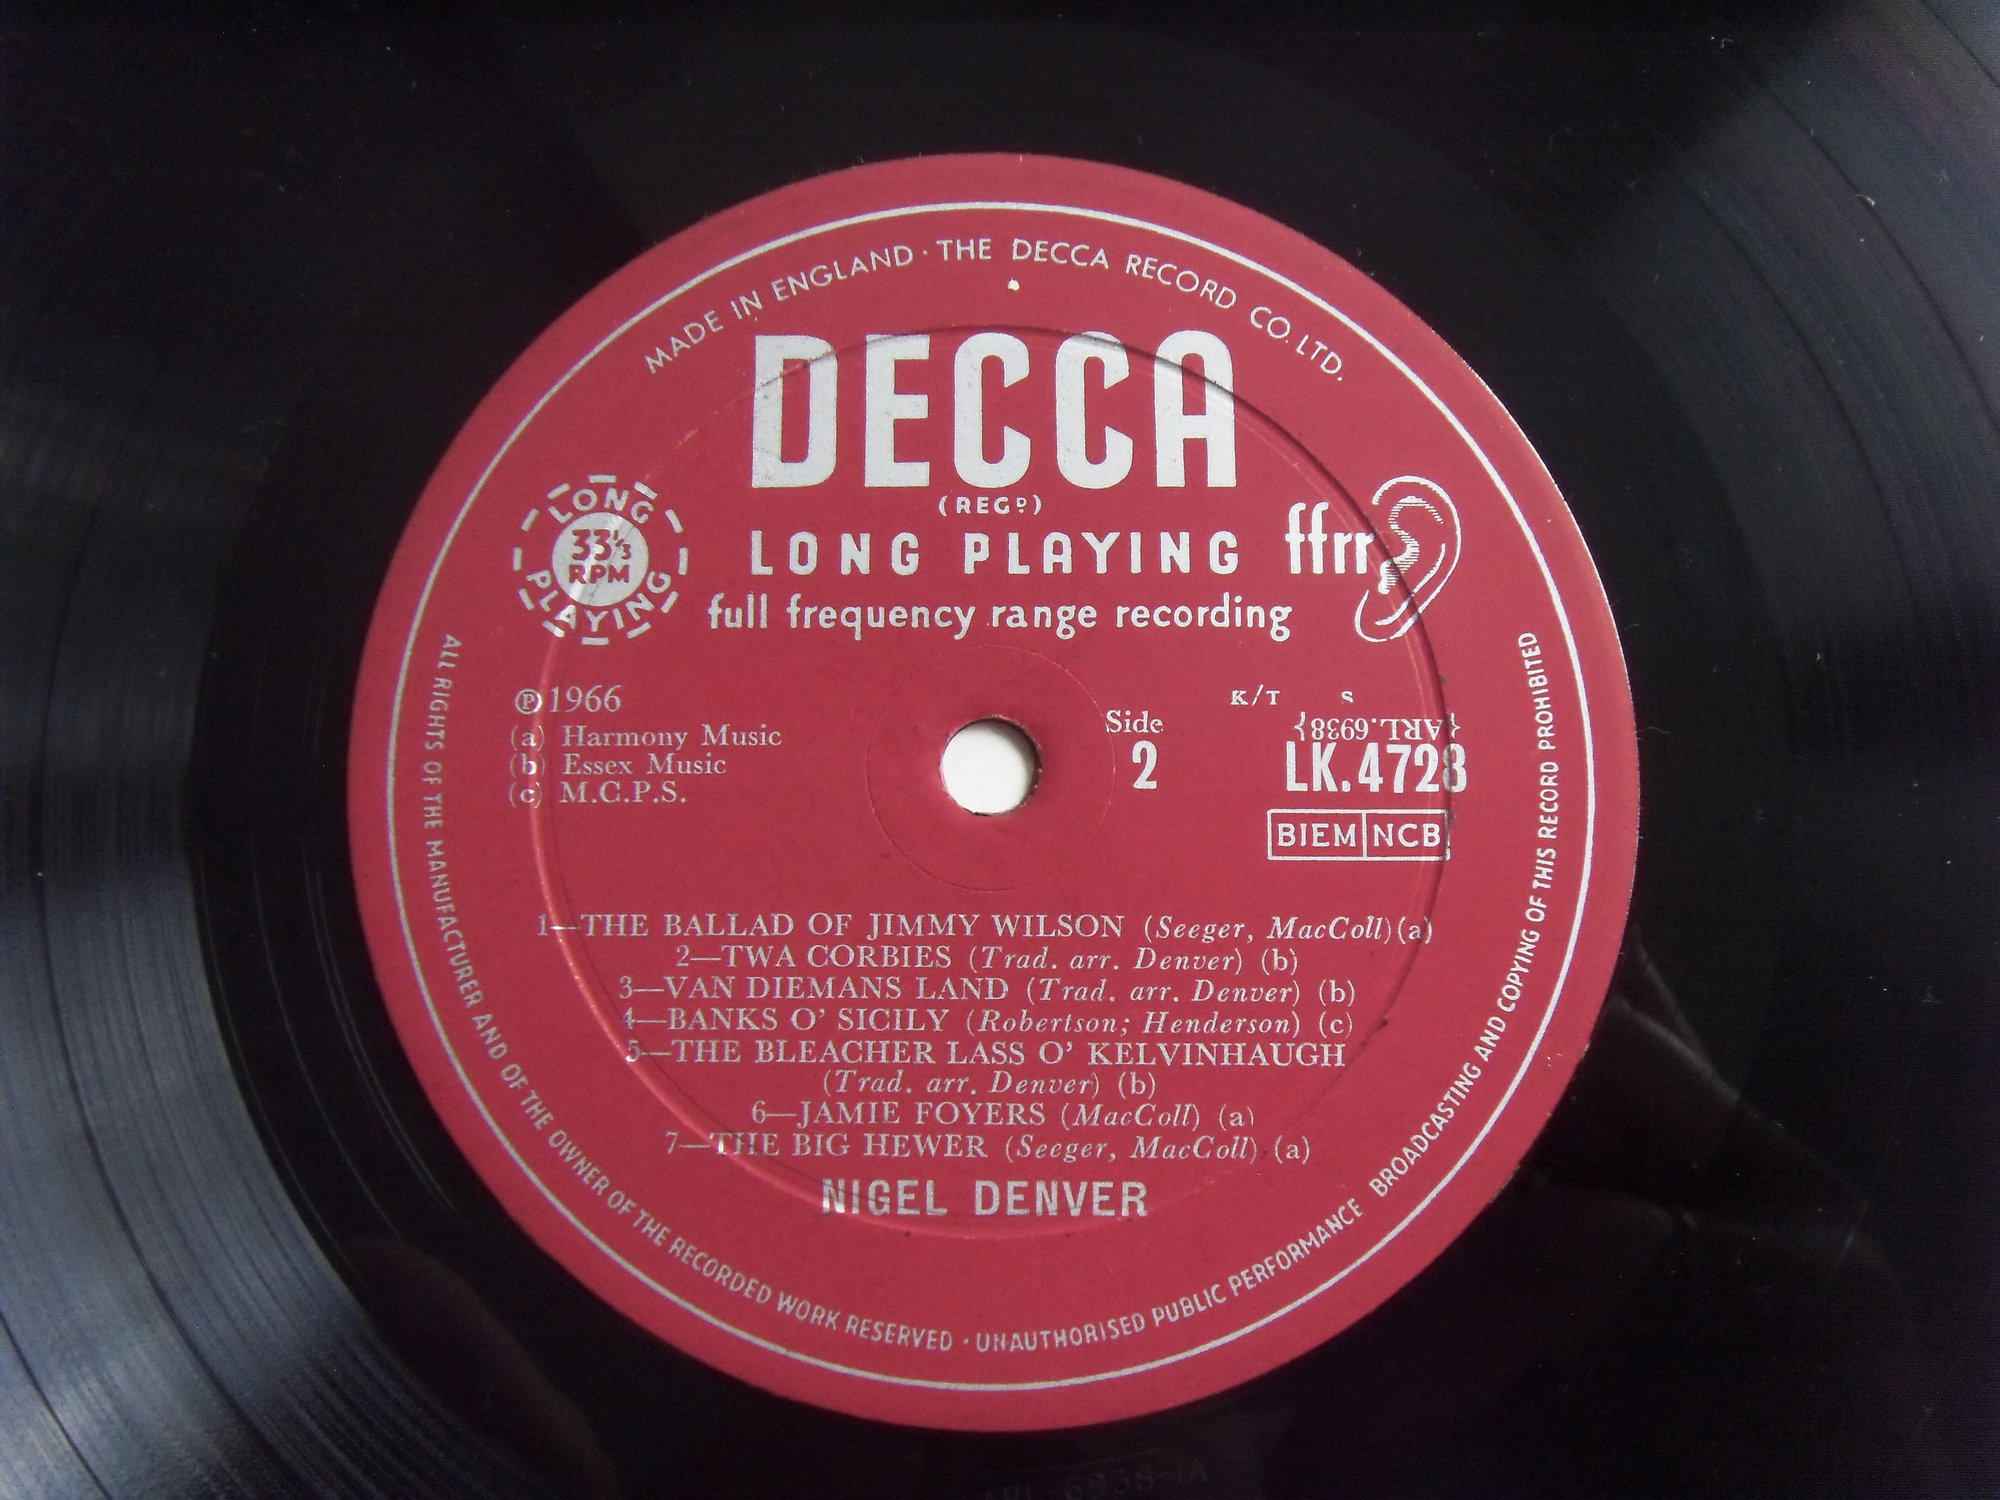 MADE IN ENGLAND · THE DECCA RECORD CO. LTD.
DECCA
(REGD)
LONG PLAYING
ffrr
full frequency range recording
LONG
33⅓
RPM
PLAYING
Ⓟ 1966
(a) Harmony Music
(b) Essex Music
(c) M.C.P.S.
Side
2
K/T S
{ARL.6938}
LK.4728
BIEM NCB
1—THE BALLAD OF JIMMY WILSON (Seeger, MacColl)(a)
2—TWA CORBIES (Trad. arr. Denver) (b)
3—VAN DIEMANS LAND (Trad. arr. Denver) (b)
4—BANKS O' SICILY (Robertson; Henderson) (c)
5—THE BLEACHER LASS O' KELVINHAUGH
(Trad. arr. Denver) (b)
6—JAMIE FOYERS (MacColl) (a)
7—THE BIG HEWER (Seeger, MacColl) (a)
NIGEL DENVER
ALL RIGHTS OF THE MANUFACTURER AND OF THE OWNER OF THE RECORDED WORK RESERVED · UNAUTHORISED PUBLIC PERFORMANCE BROADCASTING AND COPYING OF THIS RECORD PROHIBITED
ARL 6938-1A